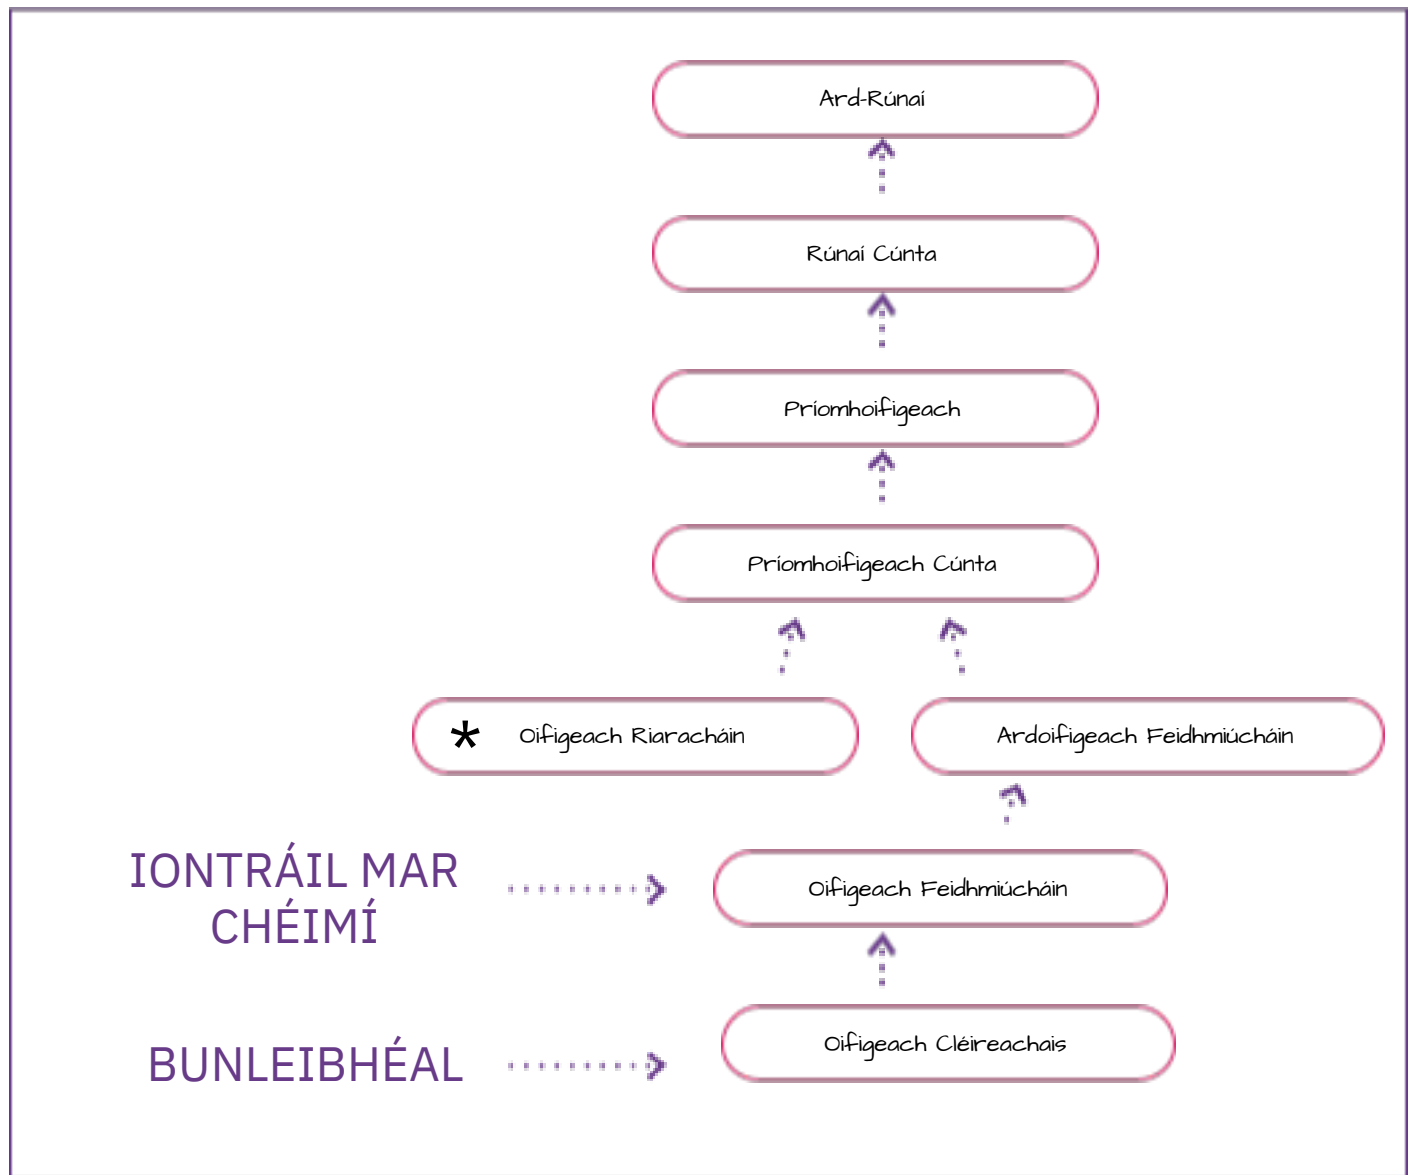 Ard-Rúnaí
Rúnaí Cúnta
Príomhoifigeach
Príomhoifigeach Cúnta
* Oifigeach Riaracháin
Ardoifigeach Feidhmiúcháin
IONTRÁIL MAR
CHÉIMÍ
Oifigeach Feidhmiúcháin
BUNLEIBHÉAL
Oifigeach Cléireachais